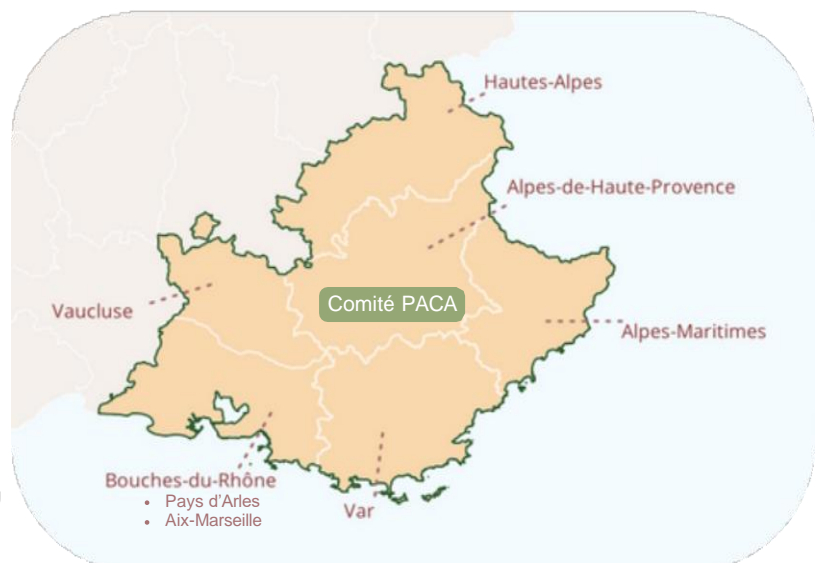 Hautes-Alpes
Alpes-de-Haute-Provence
Comité PACA
Vaucluse
Alpes-Maritimes
Bouches-du-Rhône
• Pays d'Arles
• Aix-Marseille
Var